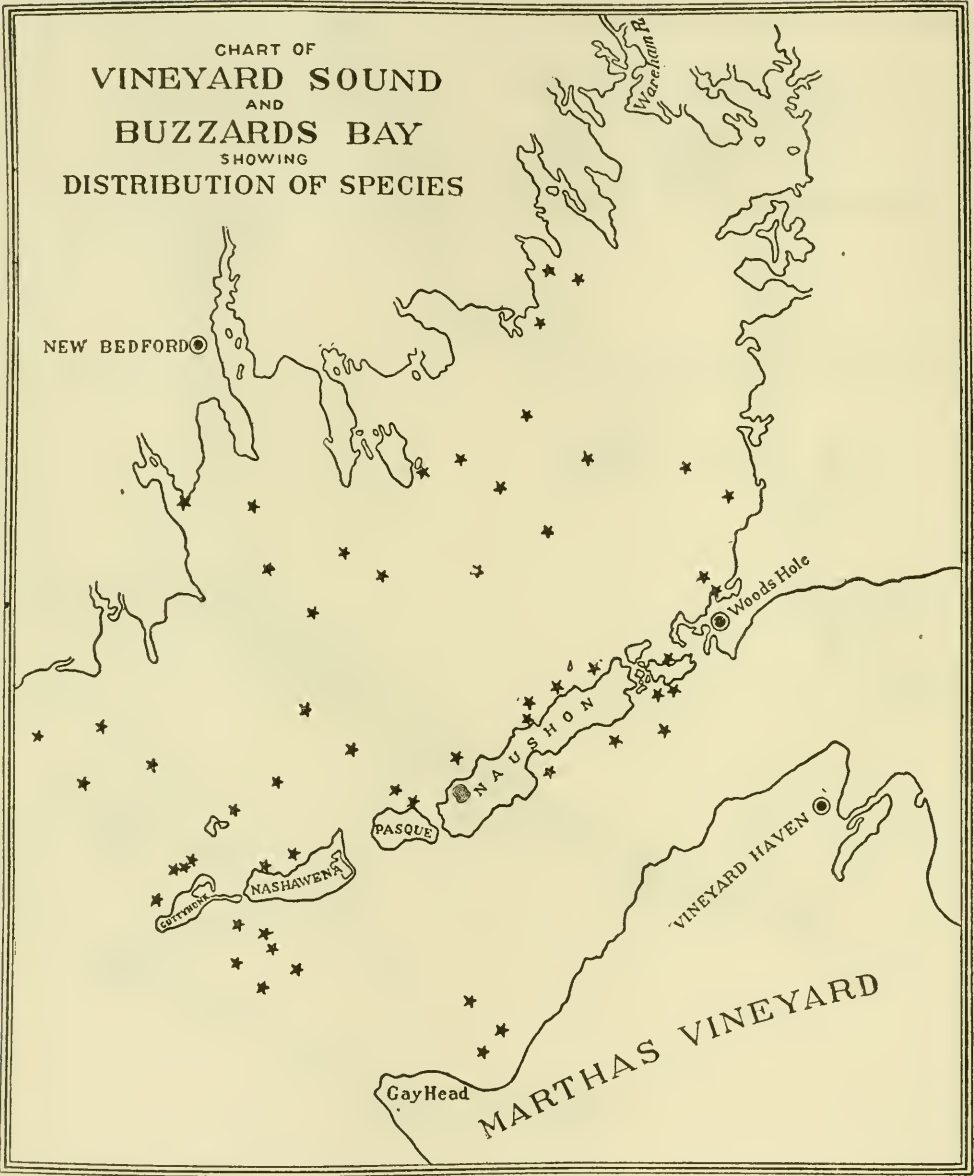 CHART OF
VINEYARD SOUND
AND
BUZZARDS BAY
SHOWING
DISTRIBUTION OF SPECIES
Wareham R.
NEW BEDFORD
Woods Hole
NAUSHON
PASQUE
NASHAWENA
CUTTYHUNK
VINEYARD HAVEN
MARTHAS VINEYARD
Gay Head